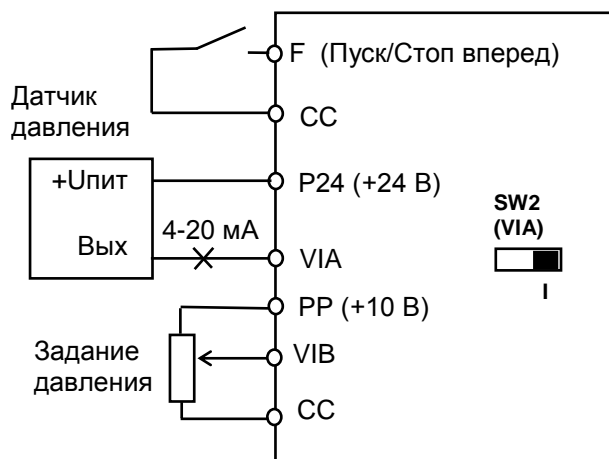 F (Пуск/Стоп вперед)
Датчик
давления
CC
+Uпит
P24 (+24 В)
SW2
(VIA)
4-20 мА
Вых
VIA
I
PP (+10 В)
Задание
давления
VIB
CC